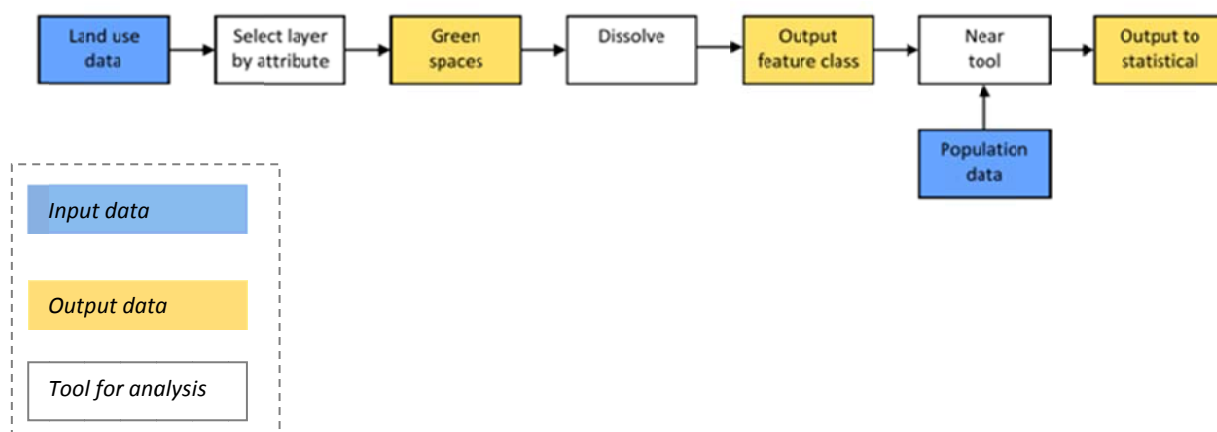 Land use
data
Select layer
by attribute
Green
spaces
Dissolve
Output
feature class
Near
tool
Output to
statistical
Population
data
Input data
Output data
Tool for analysis